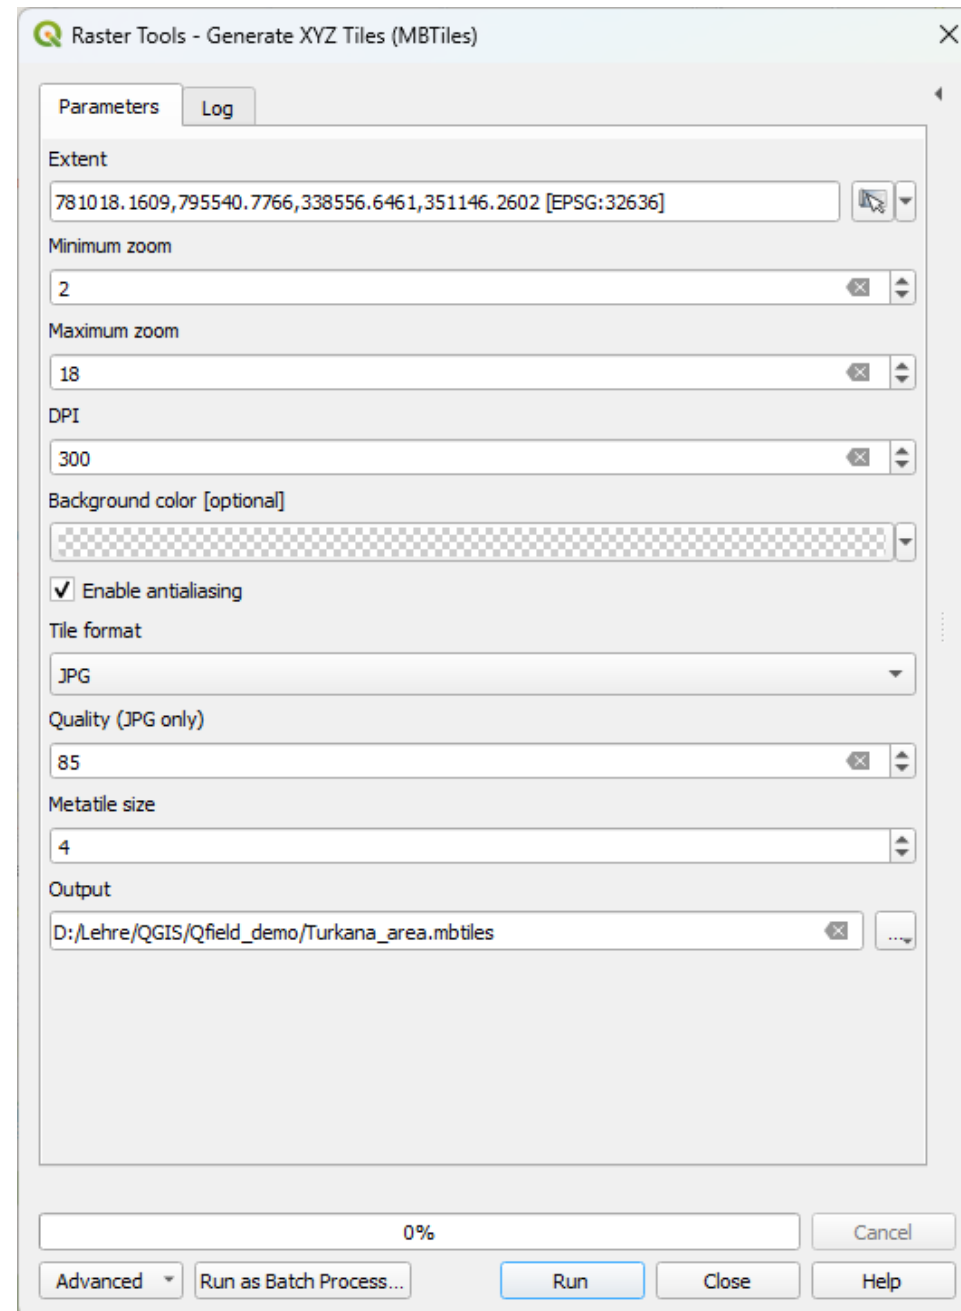 Raster Tools - Generate XYZ Tiles (MBTiles)
Parameters
Log
Extent
781018.1609,795540.7766,338556.6461,351146.2602 [EPSG:32636]
Minimum zoom
2
Maximum zoom
18
DPI
300
Background color [optional]
Enable antialiasing
Tile format
JPG
Quality (JPG only)
85
Metatile size
4
Output
D:/Lehre/QGIS/Qfield_demo/Turkana_area.mbtiles
...
0%
Cancel
Advanced
Run as Batch Process...
Run
Close
Help